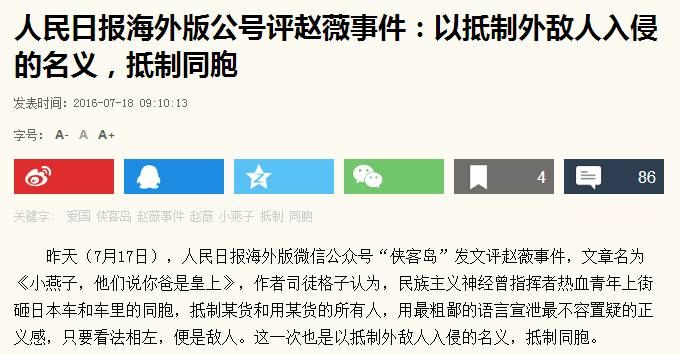 人民日报海外版公号评赵薇事件：以抵制外敌人入侵
的名义，抵制同胞
发表时间：2016-07-18 09:10:13
字号： A- A A+
4 86
关键字： 爱国 侠客岛 赵薇事件 赵薇 小燕子 抵制 同胞
昨天（7月17日），人民日报海外版微信公众号“侠客岛”发文评赵薇事件，文章名为
《小燕子，他们说你爸是皇上》，作者司徒格子认为，民族主义神经曾指挥者热血青年上街
砸日本车和车里的同胞，抵制某货和用某货的所有人，用最粗鄙的语言宣泄最不容置疑的正
义感，只要看法相左，便是敌人。这一次也是以抵制外敌人入侵的名义，抵制同胞。